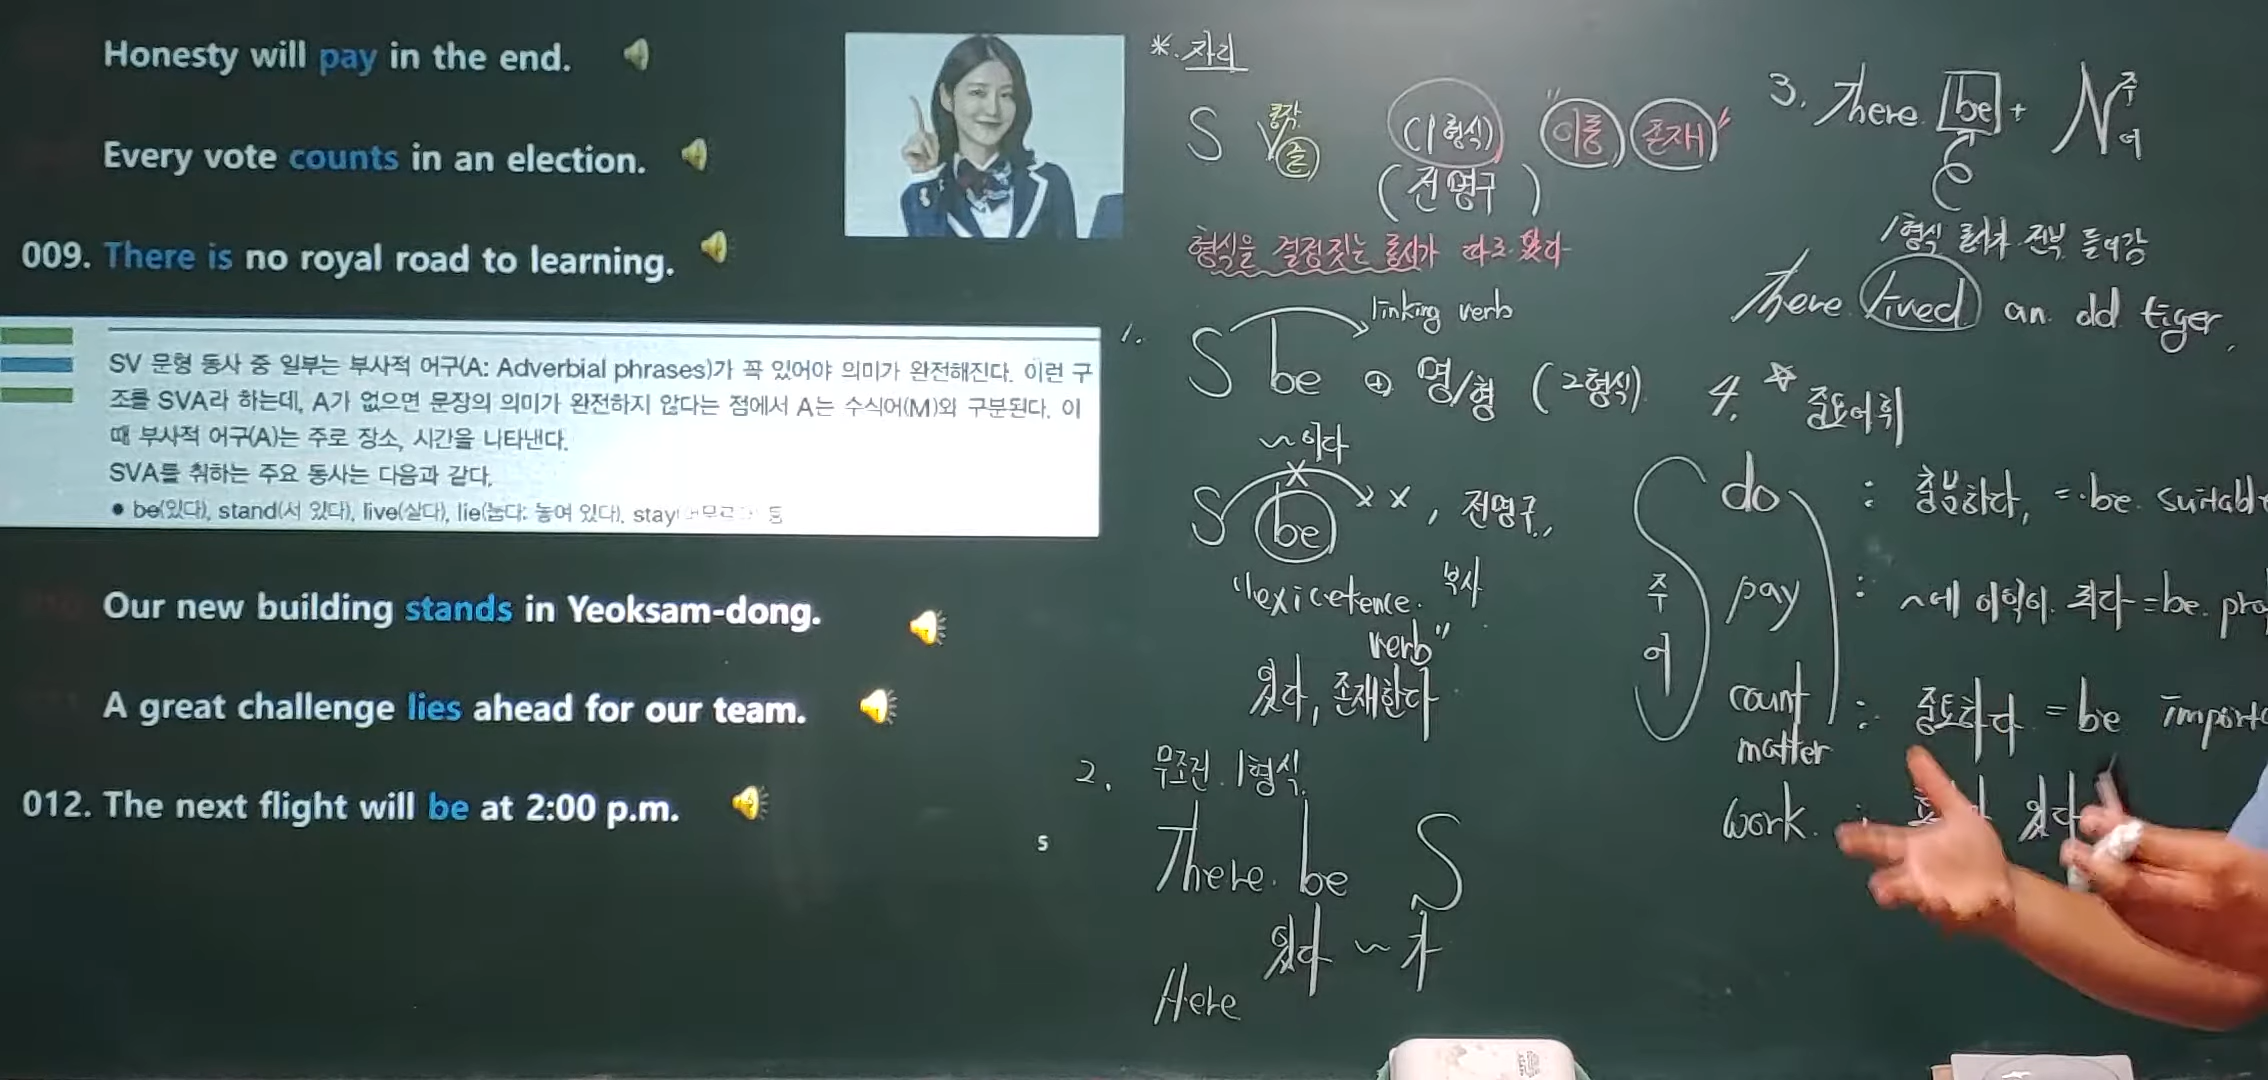 Honesty will pay in the end.
Every vote counts in an election.
009. There is no royal road to learning.
SV 문형 동사 중 일부는 부사적 어구(A: Adverbial phrases)가 꼭 있어야 의미가 완전해진다. 이런 구
조를 SVA라 하는데, A가 없으면 문장의 의미가 완전하지 않다는 점에서 A는 수식어(M)와 구분된다. 이
때 부사적 어구(A)는 주로 장소, 시간을 나타낸다.
SVA를 취하는 주요 동사는 다음과 같다.
• be(있다), stand(서 있다), live(살다), lie(눕다: 놓여 있다), stay( 등
Our new building stands in Yeoksam-dong.
A great challenge lies ahead for our team.
012. The next flight will be at 2:00 p.m.
5
*. 자리
S V (1형식) "이동 존재"
(전명구)
형식을 결정짓는 동사가 따로 있다
1. linking verb
S be ⊕ 명/형 (2형식)
~이다
S be X X, 전명구,
부사
"exicetence.
verb"
있다, 존재한다
2. 무조건 1형식.
There be S
있다 ~가
Here
3. There be + N 주어
1형식 동사가 전부 들어감
There lived an old tiger.
4. ☆ 중요어휘
S 주어
do : 충분하다, = be suitabl
pay : ~에 이익이 되다 = be pro
count : 중요하다 = be importa
matter
work : 있다